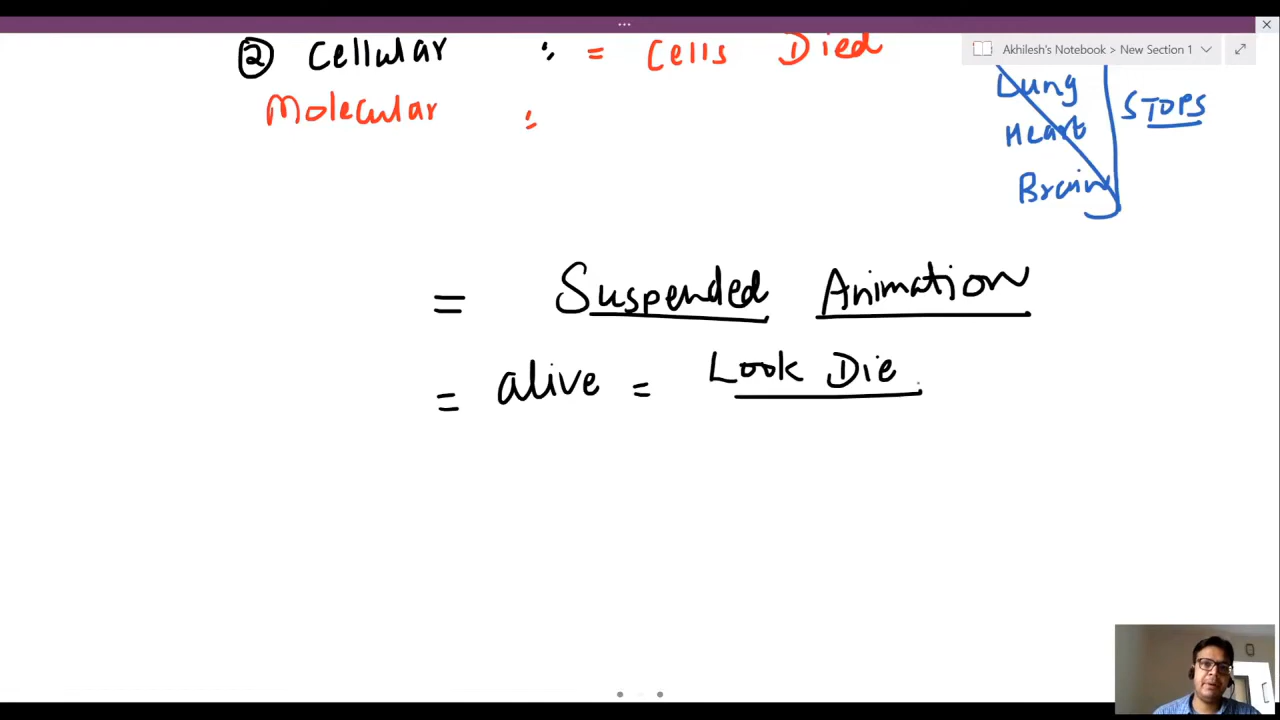 Akhilesh's Notebook > New Section 1
② Cellular : = Cells Died
Molecular :
Lung
Heart
Brain
STOPS
= Suspended Animation
= alive = Look Die